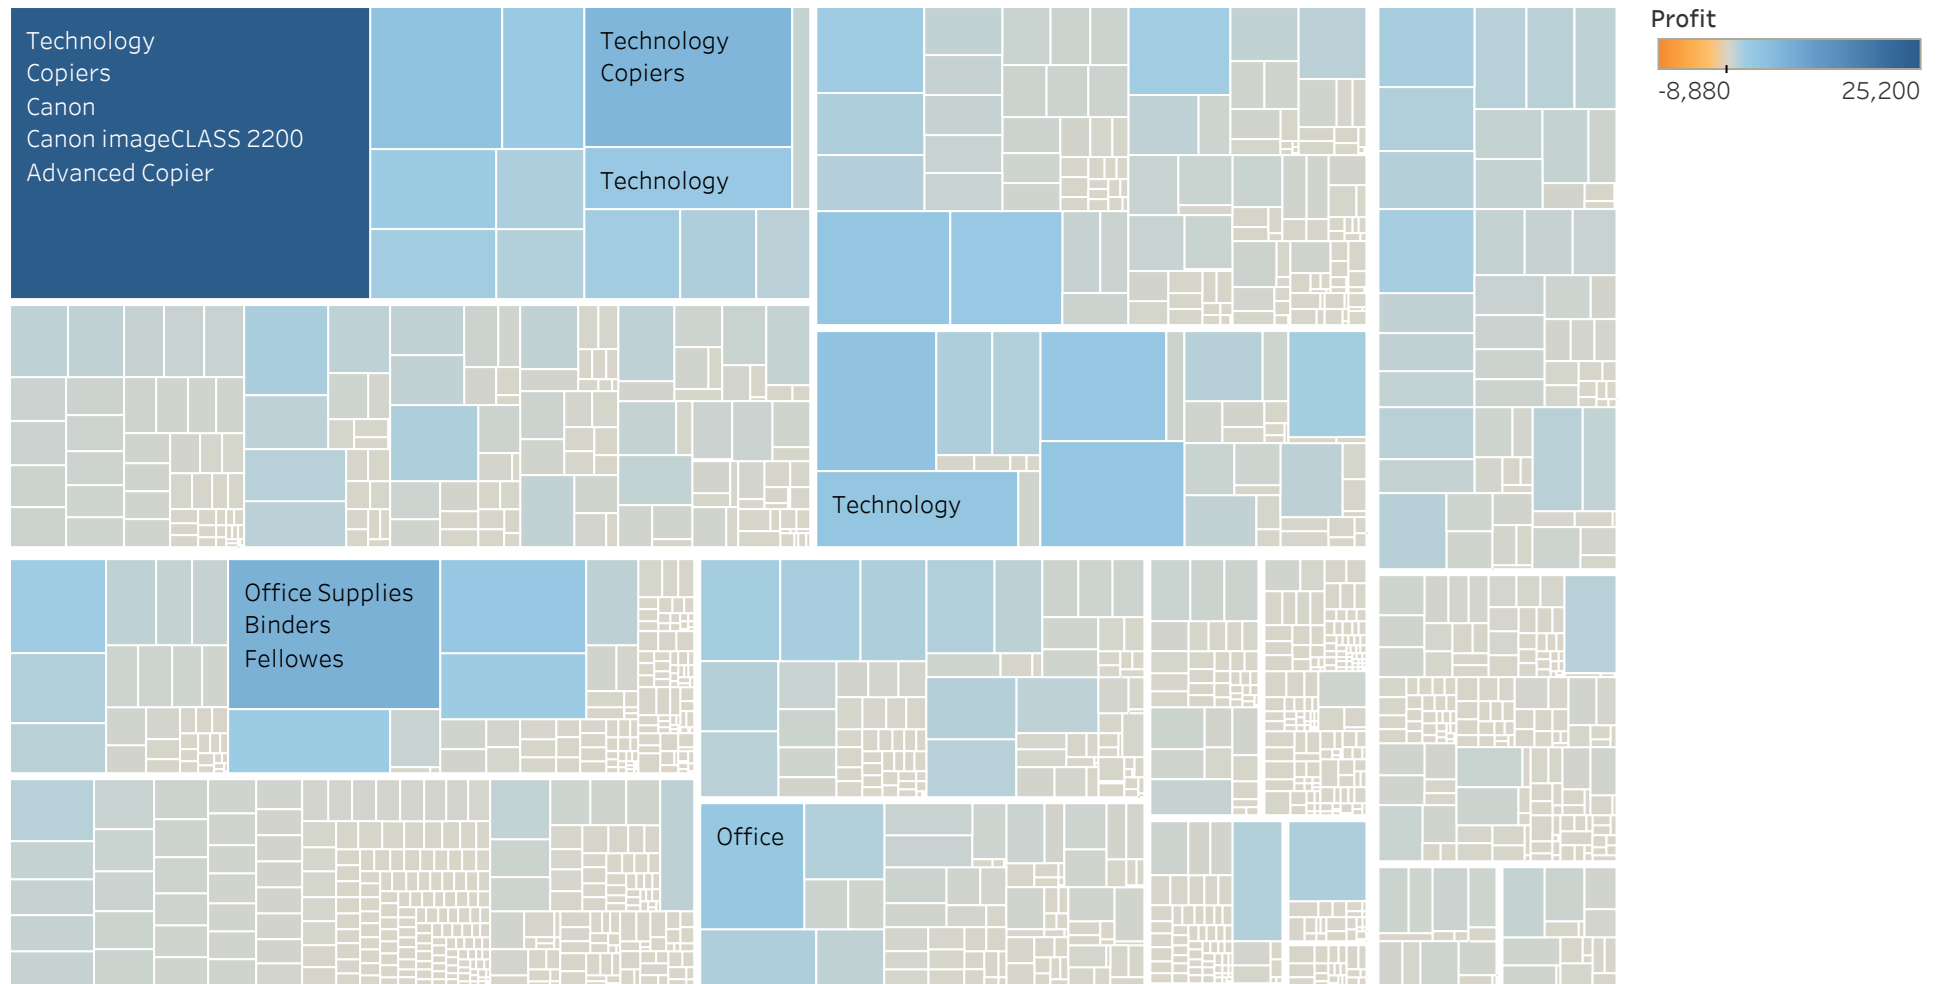 Technology
Copiers
Canon
Canon imageCLASS 2200
Advanced Copier
Technology
Copiers
Technology
Technology
Office Supplies
Binders
Fellowes
Office
Profit
-8,880 25,200